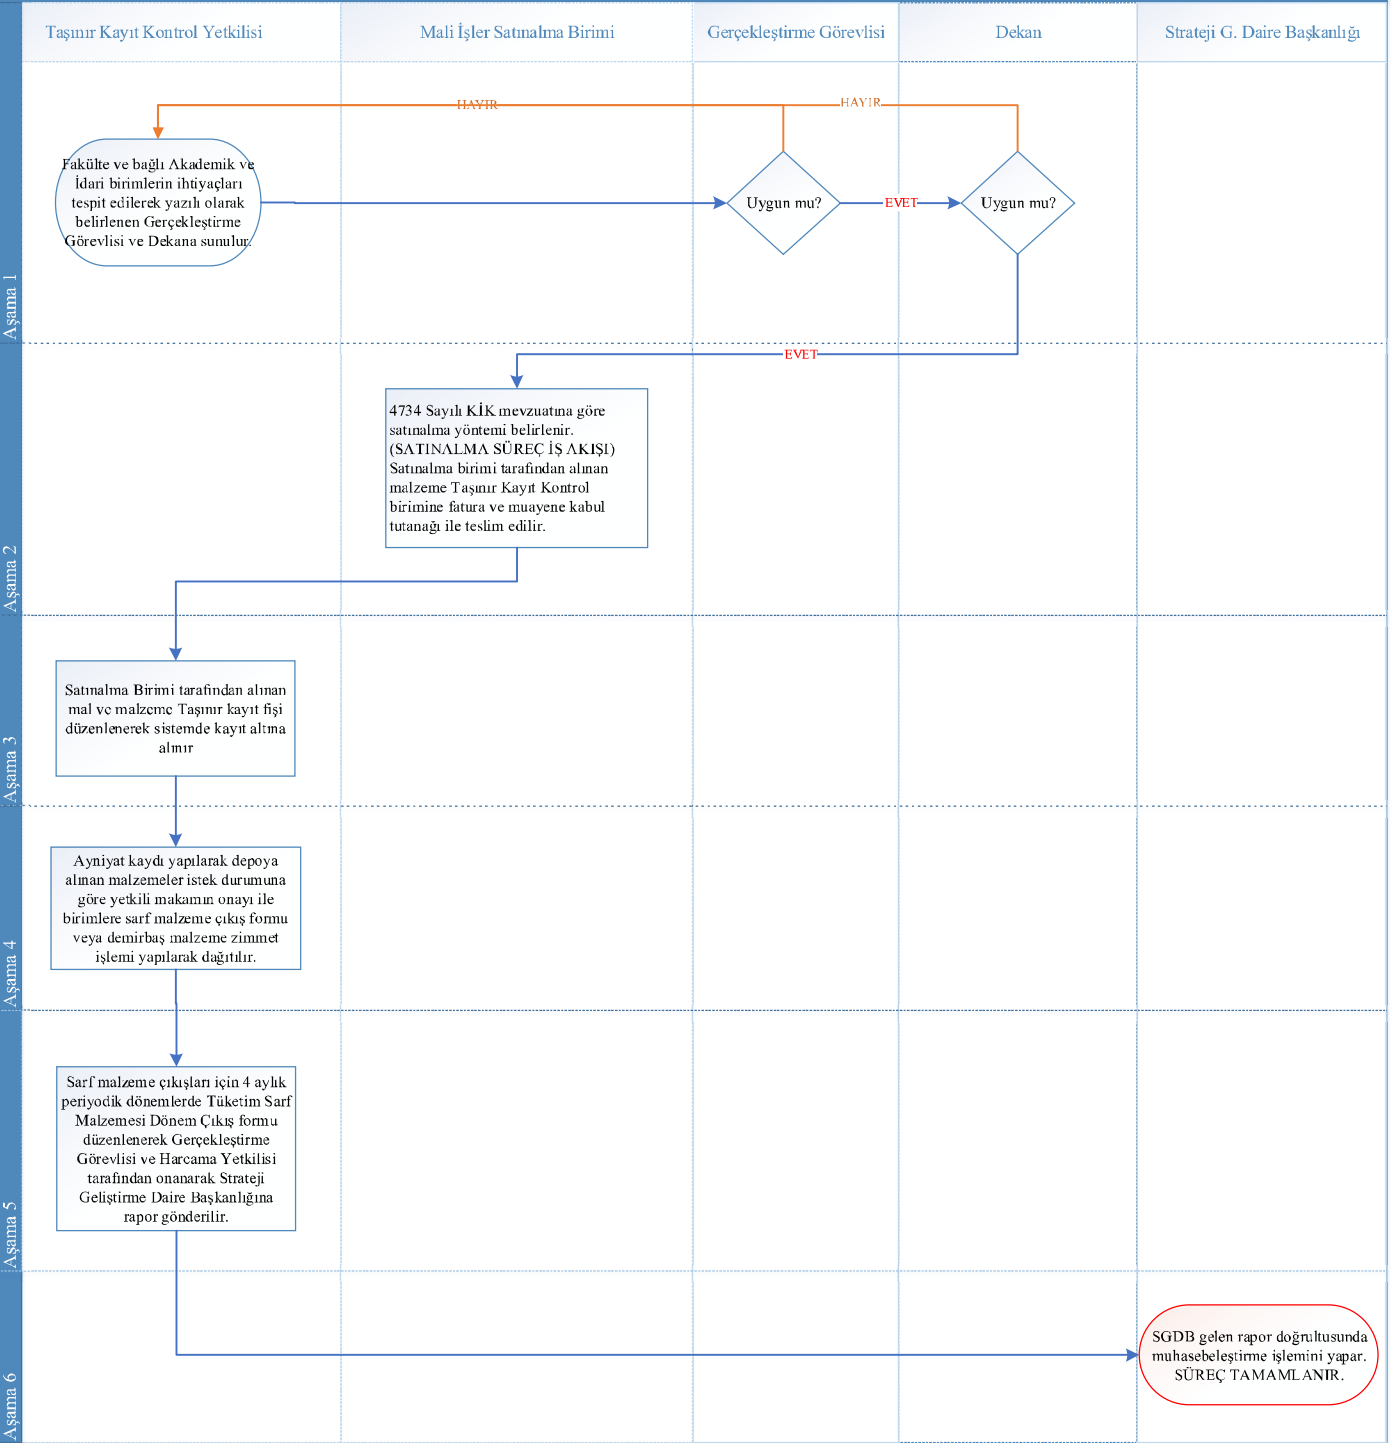 Taşınır Kayıt Kontrol Yetkilisi
Mali İşler Satınalma Birimi
Gerçekleştirme Görevlisi
Dekan
Strateji G. Daire Başkanlığı
Aşama 1
HAYIR
HAYIR
Fakülte ve bağlı Akademik ve
İdari birimlerin ihtiyaçları
tespit edilerek yazılı olarak
belirlenen Gerçekleştirme
Görevlisi ve Dekana sunulur.
Uygun mu?
EVET
Uygun mu?
Aşama 2
EVET
4734 Sayılı KİK mevzuatına göre
satınalma yöntemi belirlenir.
(SATINALMA SÜREÇ İŞ AKIŞI)
Satınalma birimi tarafından alınan
malzeme Taşınır Kayıt Kontrol
birimine fatura ve muayene kabul
tutanağı ile teslim edilir.
Aşama 3
Satınalma Birimi tarafından alınan
mal ve malzeme Taşınır kayıt fişi
düzenlenerek sistemde kayıt altına
alınır
Aşama 4
Ayniyat kaydı yapılarak depoya
alınan malzemeler istek durumuna
göre yetkili makamın onayı ile
birimlere sarf malzeme çıkış formu
veya demirbaş malzeme zimmet
işlemi yapılarak dağıtılır.
Aşama 5
Sarf malzeme çıkışları için 4 aylık
periyodik dönemlerde Tüketim Sarf
Malzemesi Dönem Çıkış formu
düzenlenerek Gerçekleştirme
Görevlisi ve Harcama Yetkilisi
tarafından onanarak Strateji
Geliştirme Daire Başkanlığına
rapor gönderilir.
Aşama 6
SGDB gelen rapor doğrultusunda
muhasebeleştirme işlemini yapar.
SÜREÇ TAMAMLANIR.